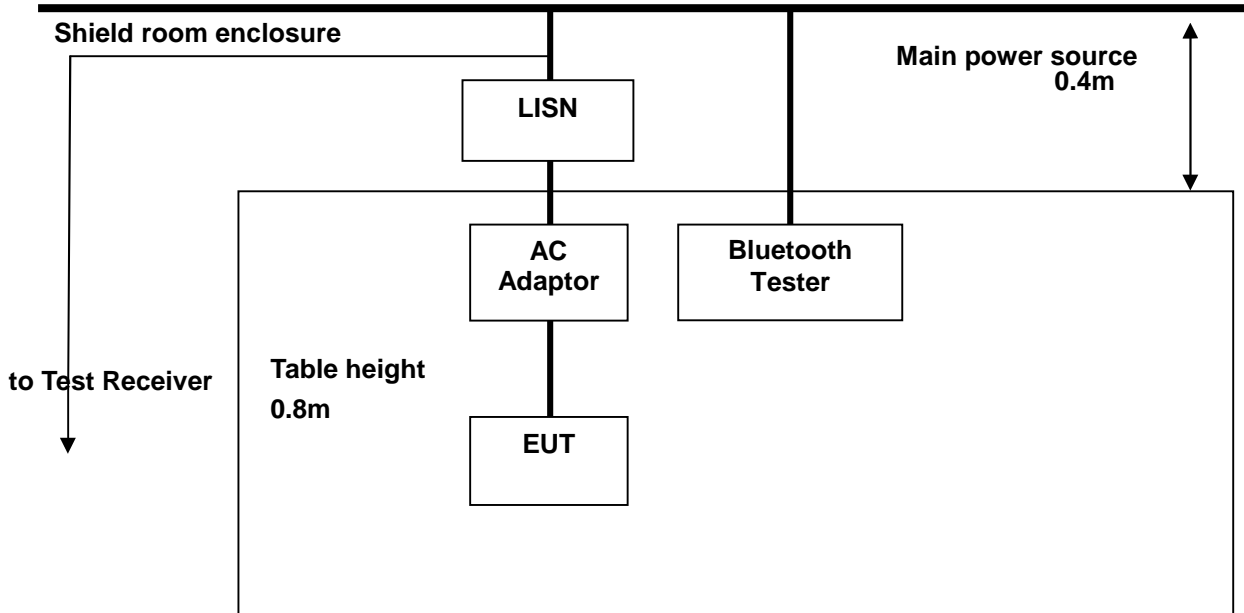 Shield room enclosure
Main power source
0.4m
LISN
AC
Adaptor
Bluetooth
Tester
Table height
0.8m
to Test Receiver
EUT